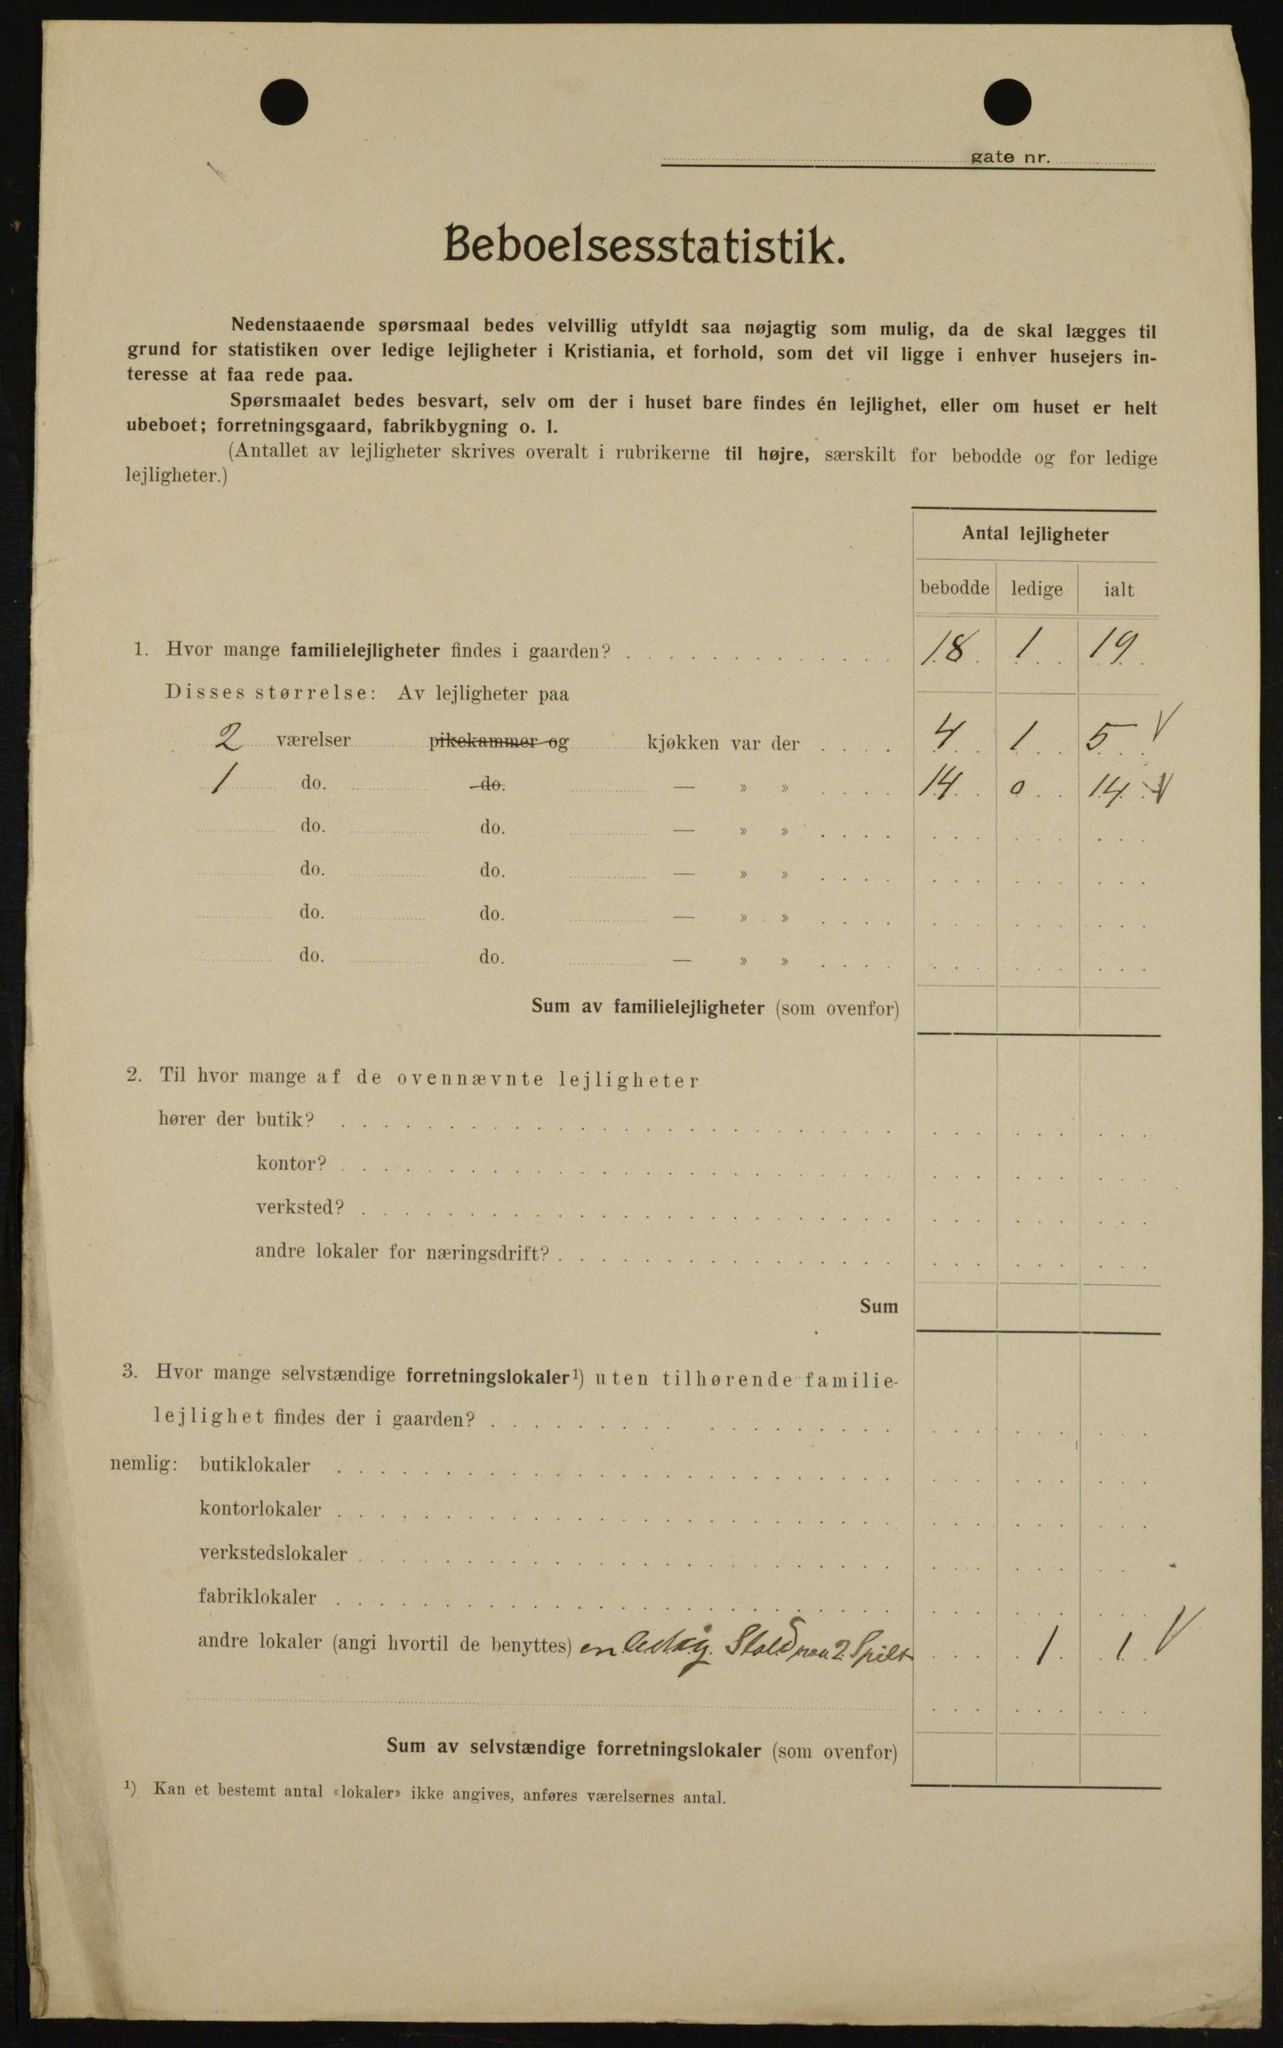 gate nr.
Beboelsesstatistik.
Nedenstaaende spørsmaal bedes velvillig utfyldt saa nøjagtig som mulig, da de skal lægges til
grund for statistiken over ledige lejligheter i Kristiania, et forhold, som det vil ligge i enhver husejers in-
teresse at faa rede paa.
Spørsmaalet bedes besvart, selv om der i huset bare findes én lejlighet, eller om huset er helt
ubeboet; forretningsgaard, fabrikbygning o. l.
(Antallet av lejligheter skrives overalt i rubrikerne til højre, særskilt for bebodde og for ledige
lejligheter.)
Antal lejligheter
bebodde ledige ialt
1. Hvor mange familielejligheter findes i gaarden? 18 1 19
Disses størrelse: Av lejligheter paa
2 værelser pikekammer og kjøkken var der 4 1 5 V
1 do. do. — » » 14 0 14 V
do. do. — » »
do. do. — » »
do. do. — » »
do. do. — » »
Sum av familielejligheter (som ovenfor)
2. Til hvor mange af de ovennævnte lejligheter
hører der butik?
kontor?
verksted?
andre lokaler for næringsdrift?
Sum
3. Hvor mange selvstændige forretningslokaler¹) uten tilhørende familie-
lejlighet findes der i gaarden?
nemlig: butiklokaler
kontorlokaler
verkstedslokaler
fabriklokaler
andre lokaler (angi hvortil de benyttes) en ledig Stald 2 Spilt 1 1 V
Sum av selvstændige forretningslokaler (som ovenfor)
¹) Kan et bestemt antal «lokaler» ikke angives, anføres værelsernes antal.